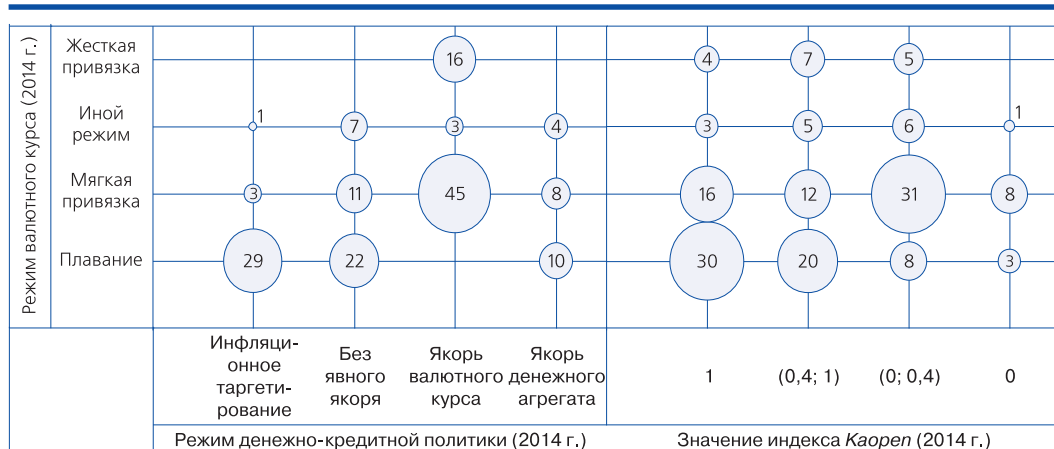 Режим валютного курса (2014 г.)
Жесткая
привязка
16
4
7
5
Иной
режим
1
7
3
4
3
5
6
1
Мягкая
привязка
3
11
45
8
16
12
31
8
Плавание
29
22
10
30
20
8
3
Инфляци-
онное
таргети-
рование
Без
явного
якоря
Якорь
валютного
курса
Якорь
денежного
агрегата
1
(0,4; 1)
(0; 0,4)
0
Режим денежно-кредитной политики (2014 г.)
Значение индекса Kaopen (2014 г.)